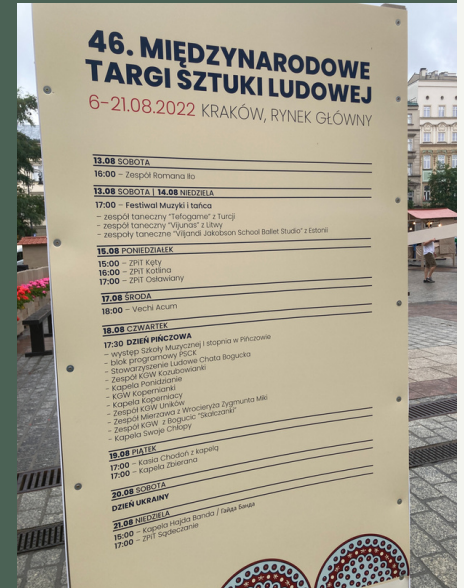 46. MIĘDZYNARODOWE
TARGI SZTUKI LUDOWEJ
6-21.08.2022 KRAKÓW, RYNEK GŁÓWNY
13.08 SOBOTA
16:00 – Zespół Romana Iło
13.08 SOBOTA | 14.08 NIEDZIELA
17:00 – Festiwal Muzyki i tańca
– zespół taneczny "Tefogame" z Turcji
- zespół taneczny "Vijunas" z Litwy
- zespoły taneczne "Viljandi Jakobson School Ballet Studio" z Estonii
15.08 PONIEDZIAŁEK
15:00 – ZPiT Kęty
16:00 – ZPiT Kotlina
17:00 – ZPiT Osławiany
17.08 ŚRODA
18:00 – Vechi Acum
18.08 CZWARTEK
17:30 DZIEŃ PIŃCZOWA
– występ Szkoły Muzycznej I stopnia w Pińczowie
- blok programowy PSCK
- Stowarzyszenie Ludowe Chata Bogucka
- Zespół KGW Kozubowianki
- Kapela Ponidzianie
- KGW Kopernianki
- Kapela Koperniacy
- Zespół KGW Uników
- Zespół Mierzawa z Wrocieryża Zygmunta Miki
- Zespół KGW z Bogucic "Skalczanki"
- Kapela Swoje Chłopy
19.08 PIĄTEK
17:00 – Kasia Chodoń z kapelą
17:00 – Kapela Zbierana
20.08 SOBOTA
DZIEŃ UKRAINY
21.08 NIEDZIELA
15:00 – Kapela Hajda Banda / Гайда Банда
17:00 – ZPiT Sądeczanie